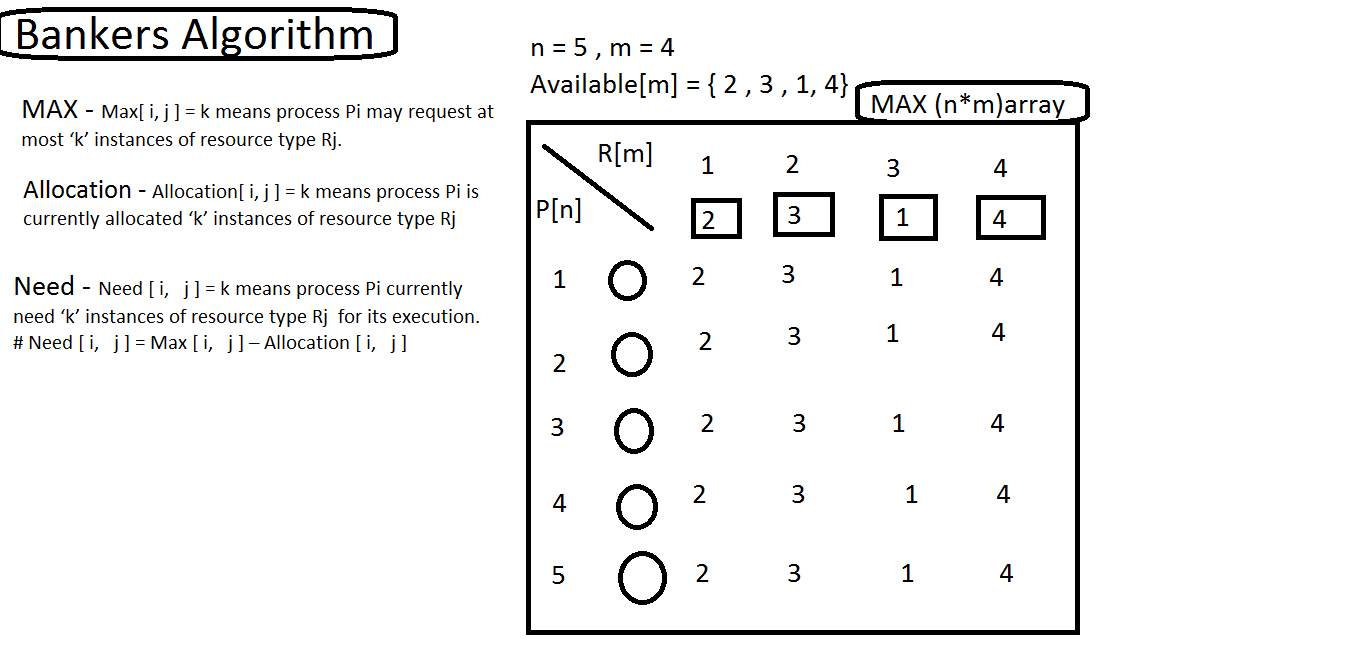 Bankers Algorithm
MAX - Max[ i, j ] = k means process Pi may request at
most ‘k’ instances of resource type Rj.
Allocation - Allocation[ i, j ] = k means process Pi is
currently allocated ‘k’ instances of resource type Rj
Need - Need [ i, j ] = k means process Pi currently
need ‘k’ instances of resource type Rj for its execution.
# Need [ i, j ] = Max [ i, j ] – Allocation [ i, j ]
n = 5 , m = 4
Available[m] = { 2 , 3 , 1, 4}
MAX (n*m)array
R[m] 1 2 3 4
P[n] 2 3 1 4
1 2 3 1 4
2 2 3 1 4
3 2 3 1 4
4 2 3 1 4
5 2 3 1 4